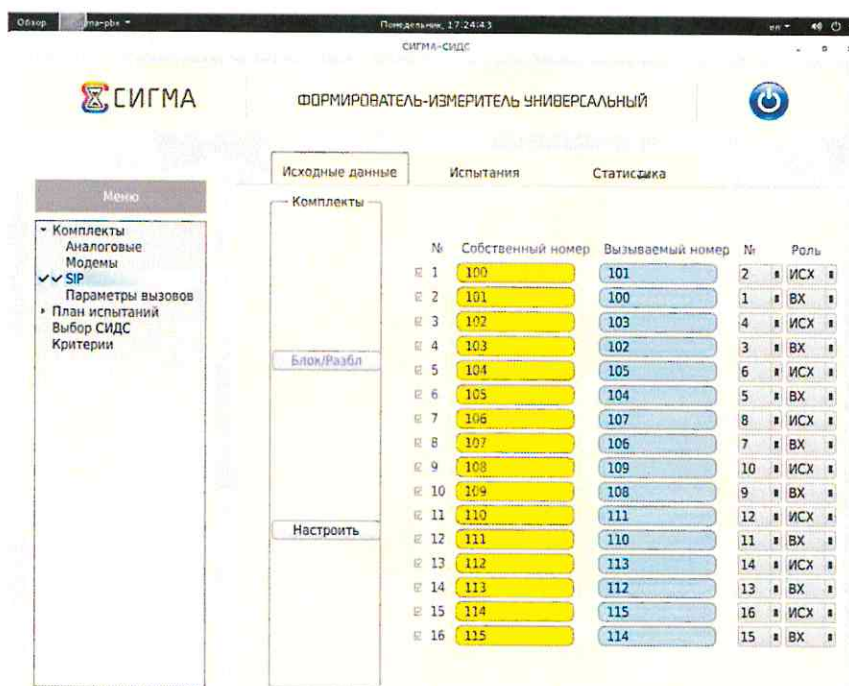 Обзор
Понедельник, 17:24:43
en
СИГМА-СИДС
СИГМА
ФОРМИРОВАТЕЛЬ-ИЗМЕРИТЕЛЬ УНИВЕРСАЛЬНЫЙ
Исходные данные Испытания Статистика
Меню
Комплекты
Аналоговые
Модемы
SIP
Параметры вызовов
План испытаний
Выбор СИДС
Критерии
Комплекты
Блок/Разбл
Настроить
№ Собственный номер Вызываемый номер № Роль
1 100 101 2 ИСХ
2 101 100 1 ВХ
3 102 103 4 ИСХ
4 103 102 3 ВХ
5 104 105 6 ИСХ
6 105 104 5 ВХ
7 106 107 8 ИСХ
8 107 106 7 ВХ
9 108 109 10 ИСХ
10 109 108 9 ВХ
11 110 111 12 ИСХ
12 111 110 11 ВХ
13 112 113 14 ИСХ
14 113 112 13 ВХ
15 114 115 16 ИСХ
16 115 114 15 ВХ